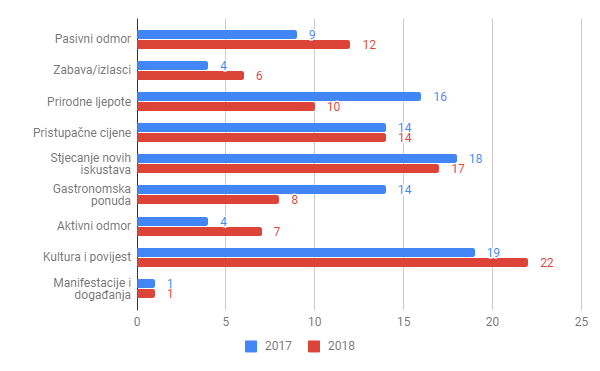 Pasivni odmor
9
12
Zabava/izlasci
4
6
Prirodne ljepote
16
10
Pristupačne cijene
14
14
Stjecanje novih
iskustava
18
17
Gastronomska
ponuda
14
8
Aktivni odmor
4
7
Kultura i povijest
19
22
Manifestacije i
događanja
1
1
0 5 10 15 20 25
2017 2018